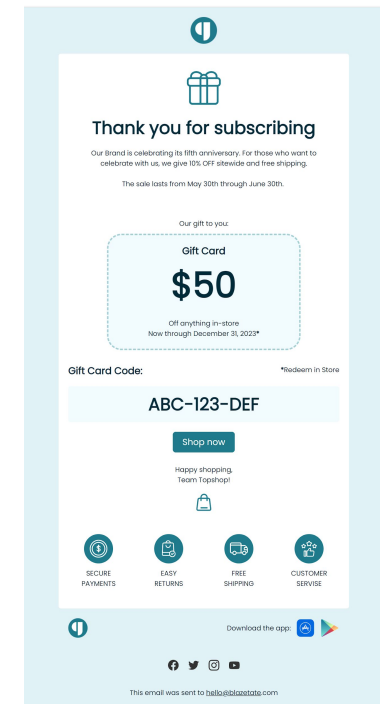 Thank you for subscribing
Our Brand is celebrating its fifth anniversary. For those who want to
celebrate with us, we give 10% OFF sitewide and free shipping.
The sale lasts from May 30th through June 30th.
Our gift to you:
Gift Card
$50
Off anything in-store
Now through December 31, 2023*
Gift Card Code:
*Redeem in Store
ABC-123-DEF
Shop now
Happy shopping,
Team Topshop!
SECURE
PAYMENTS
EASY
RETURNS
FREE
SHIPPING
CUSTOMER
SERVISE
Download the app:
This email was sent to hello@blazetate.com